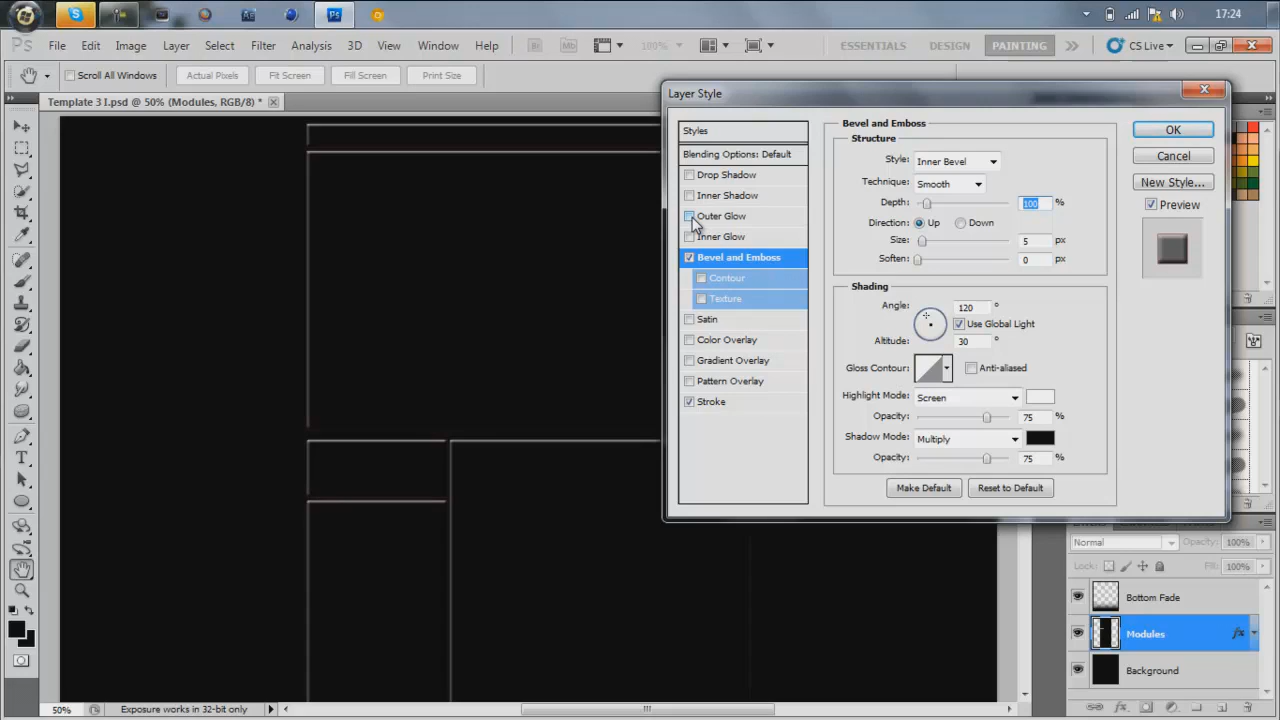 17:24
Ps File Edit Image Layer Select Filter Analysis 3D View Window Help Br Mb 100% ESSENTIALS DESIGN PAINTING CS Live
Scroll All Windows Actual Pixels Fit Screen Fill Screen Print Size
Template 3 I.psd @ 50% (Modules, RGB/8) *
Layer Style
Styles
Blending Options: Default
Drop Shadow
Inner Shadow
Outer Glow
Inner Glow
Bevel and Emboss
Contour
Texture
Satin
Color Overlay
Gradient Overlay
Pattern Overlay
Stroke
Bevel and Emboss
Structure
Style: Inner Bevel
Technique: Smooth
Depth: 100 %
Direction: Up Down
Size: 5 px
Soften: 0 px
Shading
Angle: 120 °
Use Global Light
Altitude: 30 °
Gloss Contour: Anti-aliased
Highlight Mode: Screen
Opacity: 75 %
Shadow Mode: Multiply
Opacity: 75 %
Make Default Reset to Default
OK
Cancel
New Style...
Preview
Normal Opacity: 100%
Lock: Fill: 100%
Bottom Fade
Modules fx
Background
50% Exposure works in 32-bit only